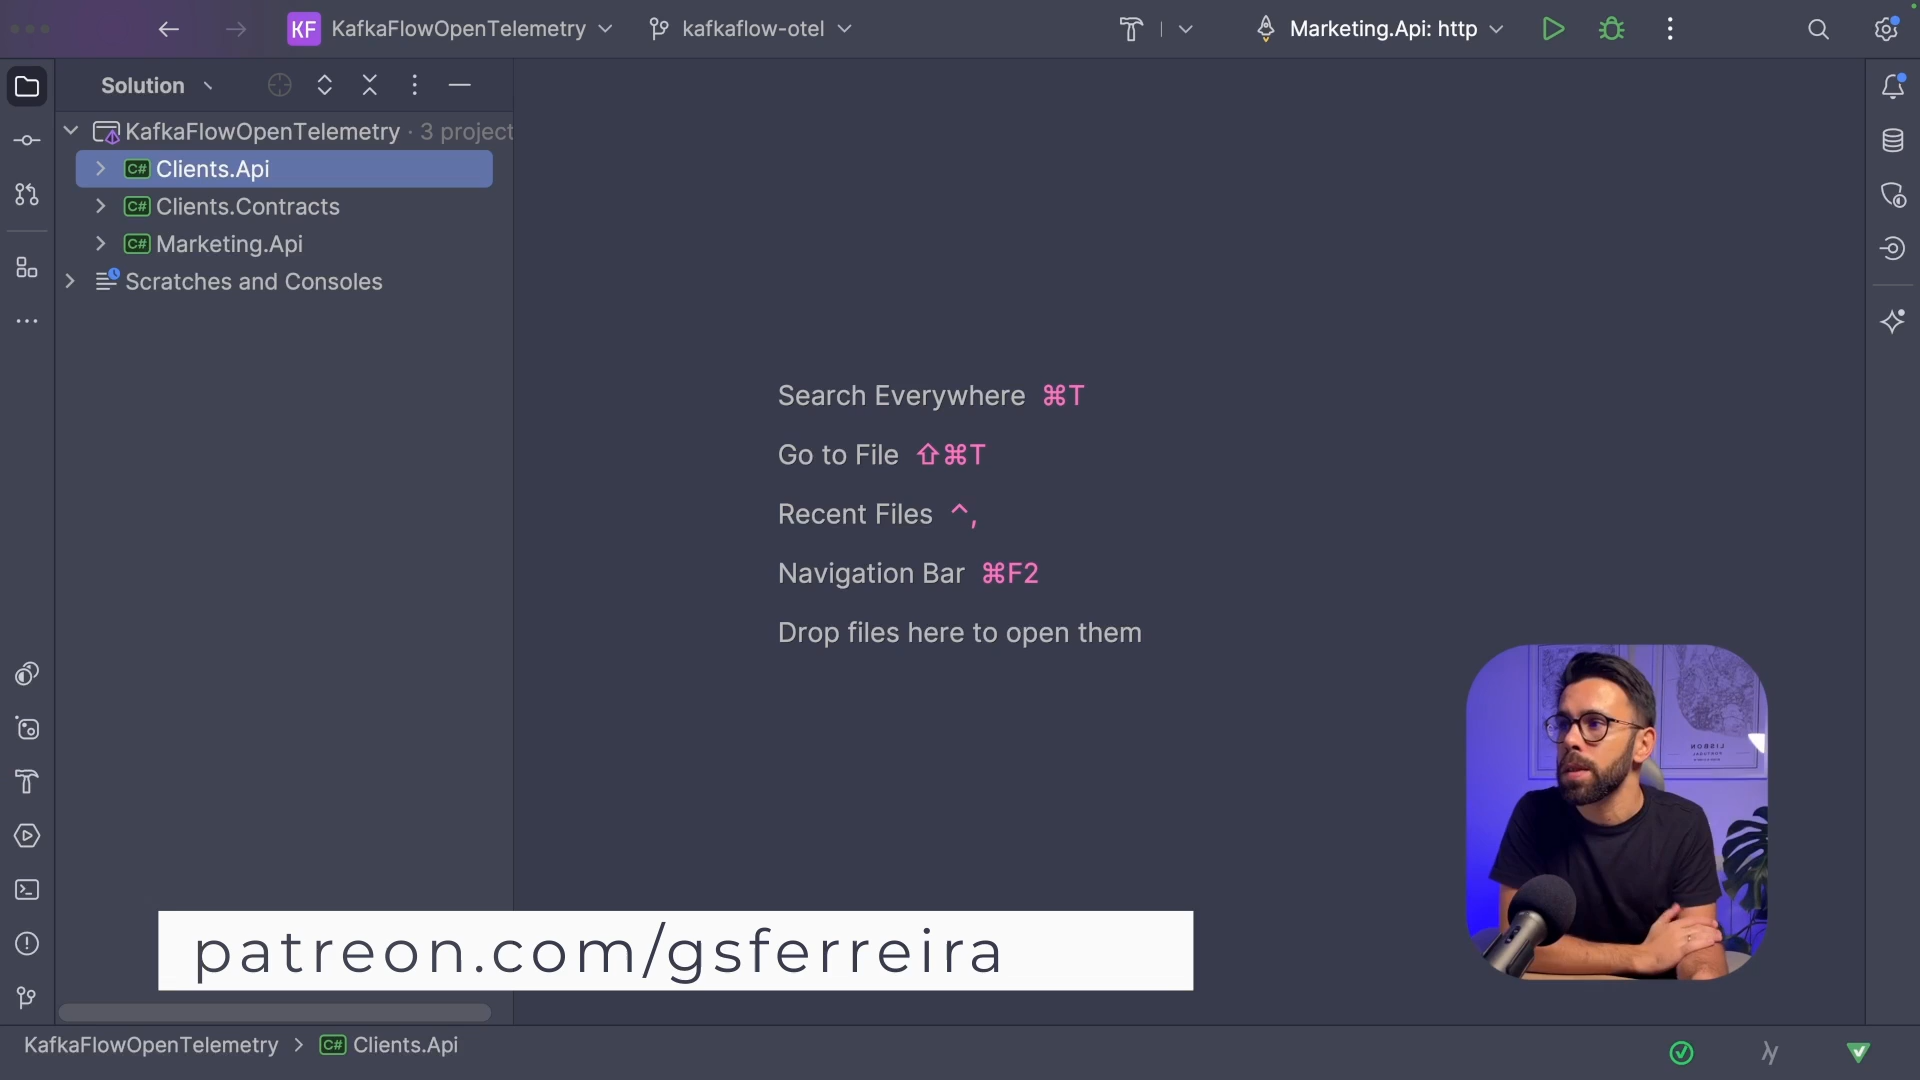 KF KafkaFlowOpenTelemetry kafkaflow-otel Marketing.Api: http
Solution
KafkaFlowOpenTelemetry · 3 project
C# Clients.Api
C# Clients.Contracts
C# Marketing.Api
Scratches and Consoles
Search Everywhere ⌘T
Go to File ⇧⌘T
Recent Files ^,
Navigation Bar ⌘F2
Drop files here to open them
LISBON
patreon.com/gsferreira
KafkaFlowOpenTelemetry > C# Clients.Api